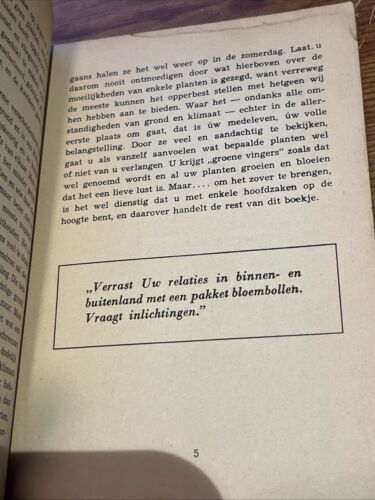 gaans halen ze het wel weer op in de zomerdag. Laat u
daarom nooit ontmoedigen door wat hierboven over de
moeilijkheden van enkele planten is gezegd, want verreweg
de meeste kunnen het opperbest stellen met hetgeen wij
hen hebben aan te bieden. Waar het — ondanks alle om-
standigheden van grond en klimaat — echter in de aller-
eerste plaats om gaat, dat is úw medeleven, úw volle
belangstelling. Door ze veel en aandachtig te bekijken,
gaat u als vanzelf aanvoelen wat bepaalde planten wel
of niet van u verlangen. U krijgt „groene vingers” zoals dat
wel genoemd wordt en al uw planten groeien en bloeien
dat het een lieve lust is. Maar.... om het zover te brengen,
is het wel dienstig dat u met enkele hoofdzaken op de
hoogte bent, en daarover handelt de rest van dit boekje.
„Verrast Uw relaties in binnen- en
buitenland met een pakket bloembollen.
Vraagt inlichtingen.”
5